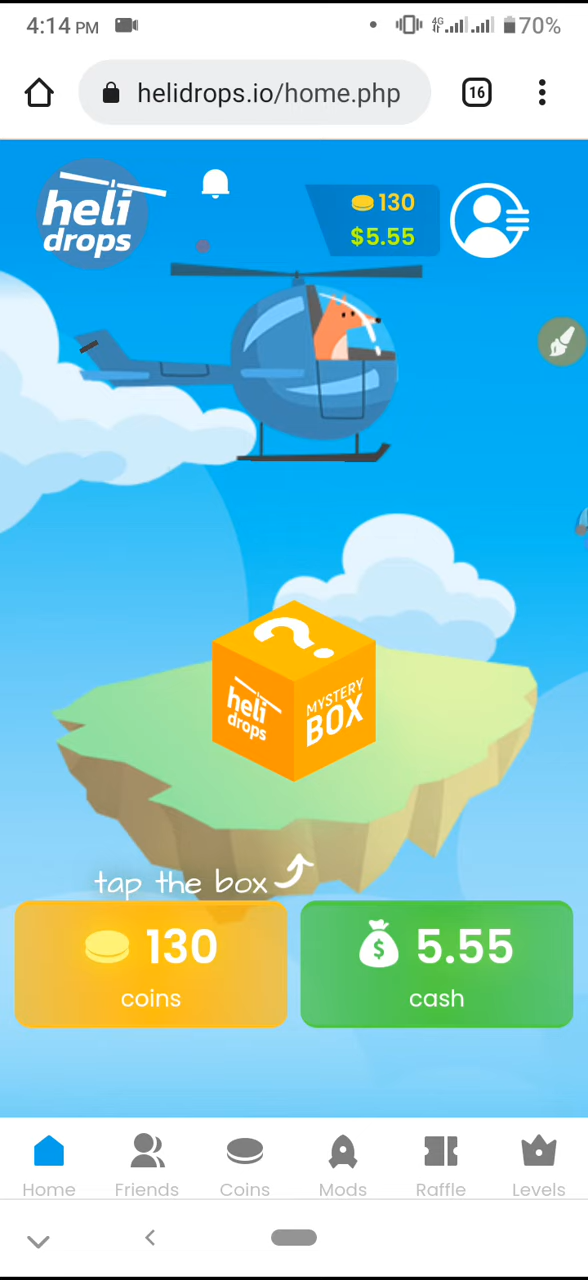 4:14 PM
4G
70%
helidrops.io/home.php
16
heli
drops
130
$5.55
?
heli
drops
MYSTERY
BOX
tap the box
130
coins
$
5.55
cash
Home
Friends
Coins
Mods
Raffle
Levels